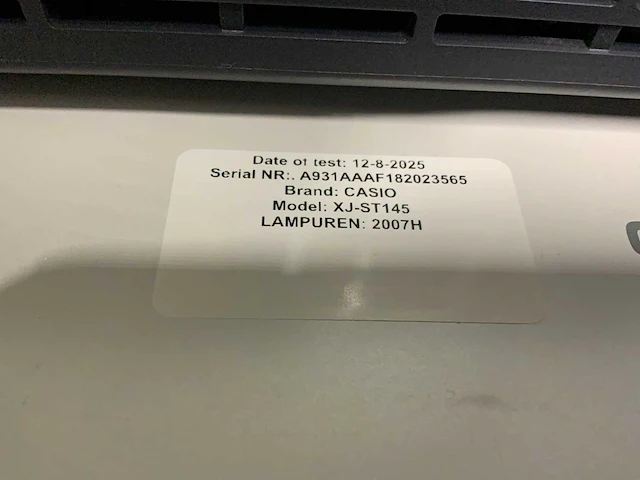 Date of test: 12-8-2025
Serial NR:. A931AAAF182023565
Brand: CASIO
Model: XJ-ST145
LAMPUREN: 2007H